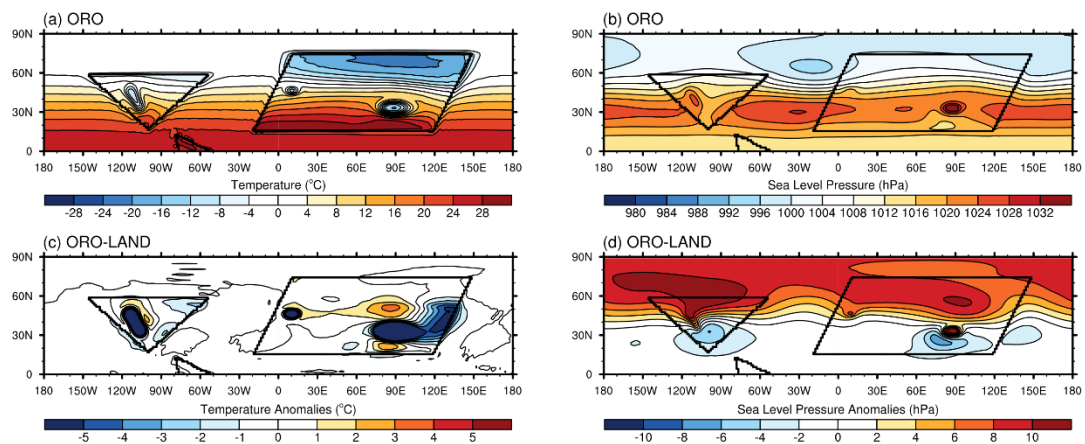 (a) ORO
90N
60N
30N
0
180 150W 120W 90W 60W 30W 0 30E 60E 90E 120E 150E 180
Temperature (°C)
-28 -24 -20 -16 -12 -8 -4 0 4 8 12 16 20 24 28
(b) ORO
90N
60N
30N
0
180 150W 120W 90W 60W 30W 0 30E 60E 90E 120E 150E 180
Sea Level Pressure (hPa)
980 984 988 992 996 1000 1004 1008 1012 1016 1020 1024 1028 1032
(c) ORO-LAND
90N
60N
30N
0
180 150W 120W 90W 60W 30W 0 30E 60E 90E 120E 150E 180
Temperature Anomalies (°C)
-5 -4 -3 -2 -1 0 1 2 3 4 5
(d) ORO-LAND
90N
60N
30N
0
180 150W 120W 90W 60W 30W 0 30E 60E 90E 120E 150E 180
Sea Level Pressure Anomalies (hPa)
-10 -8 -6 -4 -2 0 2 4 6 8 10